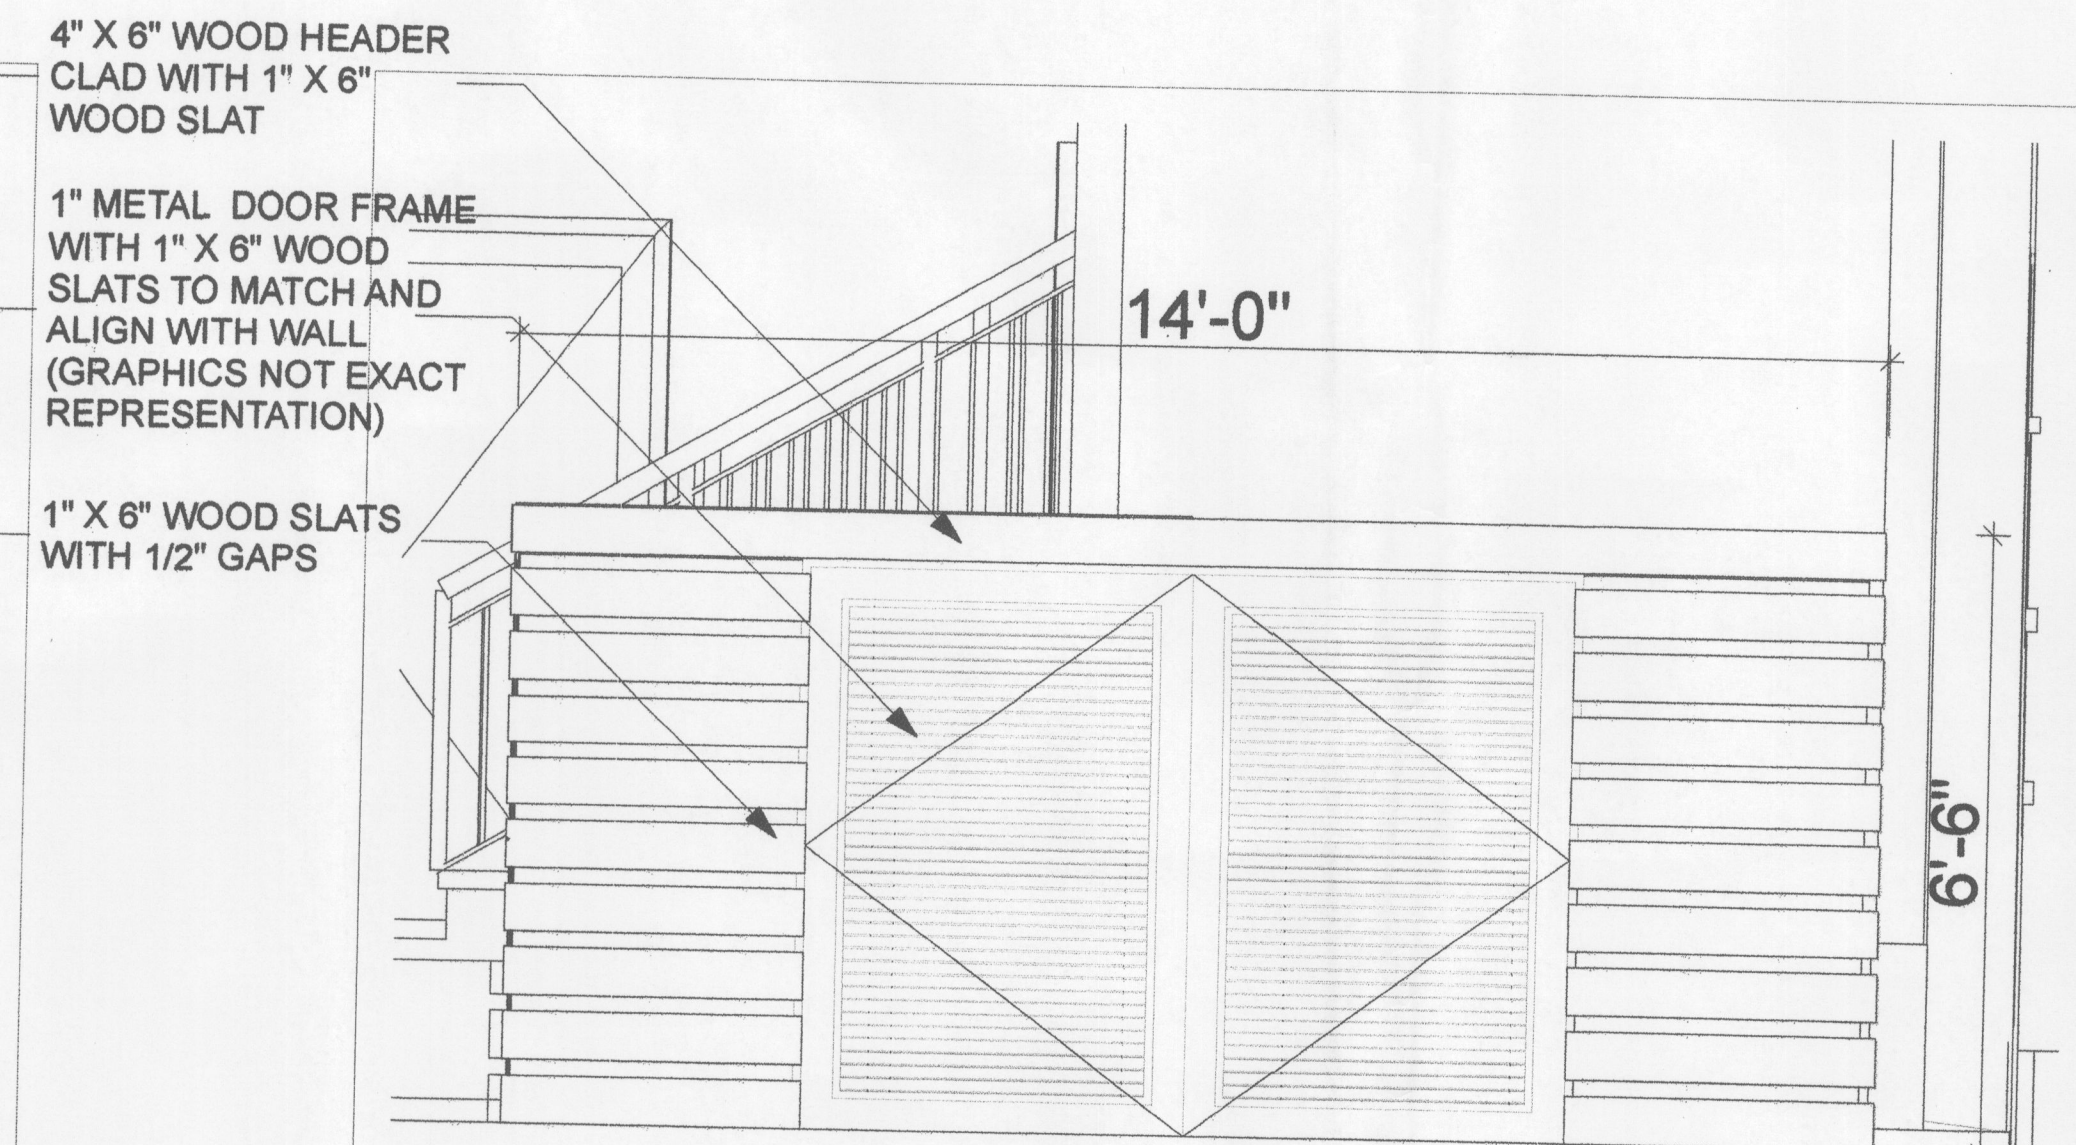 4" X 6" WOOD HEADER
CLAD WITH 1" X 6"
WOOD SLAT
1" METAL DOOR FRAME
WITH 1" X 6" WOOD
SLATS TO MATCH AND
ALIGN WITH WALL
(GRAPHICS NOT EXACT
REPRESENTATION)
1" X 6" WOOD SLATS
WITH 1/2" GAPS
14'-0"
6'-6"